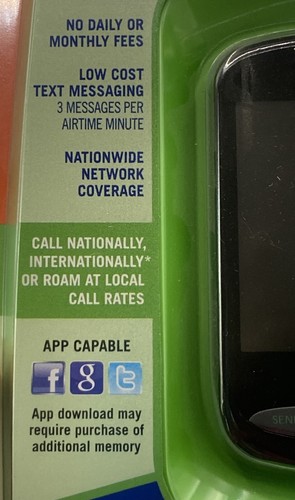 NO DAILY OR
MONTHLY FEES
LOW COST
TEXT MESSAGING
3 MESSAGES PER
AIRTIME MINUTE
NATIONWIDE
NETWORK
COVERAGE
CALL NATIONALLY,
INTERNATIONALLY*
OR ROAM AT LOCAL
CALL RATES
APP CAPABLE
f g t
App download may
require purchase of
additional memory